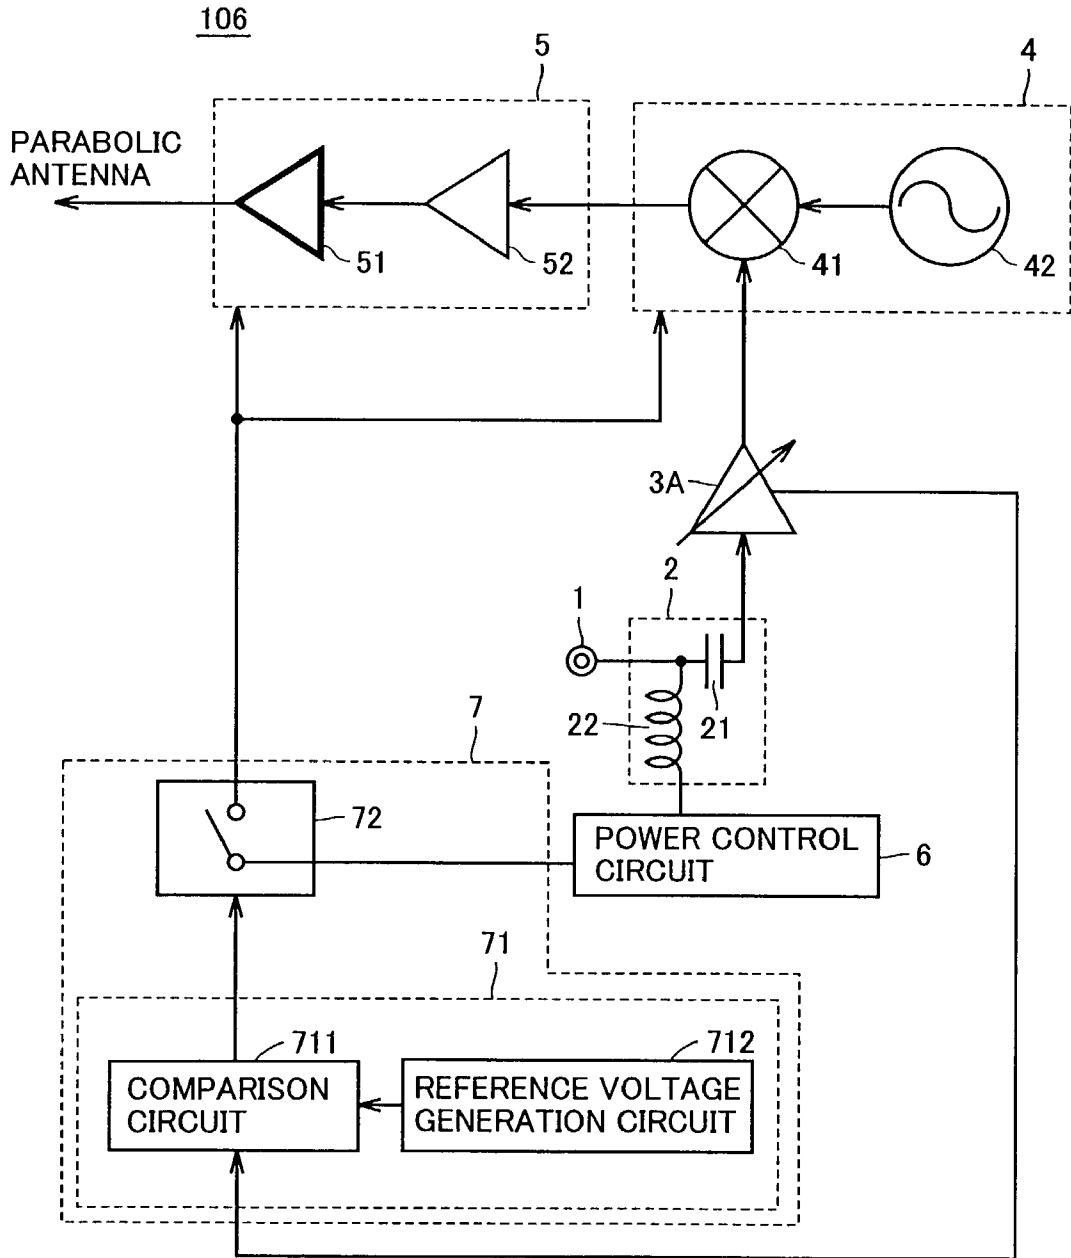 106
5
4
PARABOLIC
ANTENNA
51
52
41
42
3A
2
1
22
21
7
72
POWER CONTROL
CIRCUIT
6
71
711
712
COMPARISON
CIRCUIT
REFERENCE VOLTAGE
GENERATION CIRCUIT